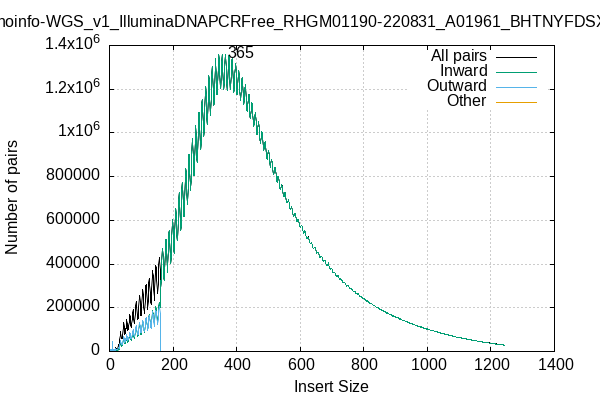 noinfo-WGS_v1_IlluminaDNAPCRFree_RHGM01190-220831_A01961_BHTNYFDSX
1.4x10^6
1.2x10^6
1x10^6
800000
600000
400000
200000
0
Number of pairs
365
All pairs
Inward
Outward
Other
0 200 400 600 800 1000 1200 1400
Insert Size